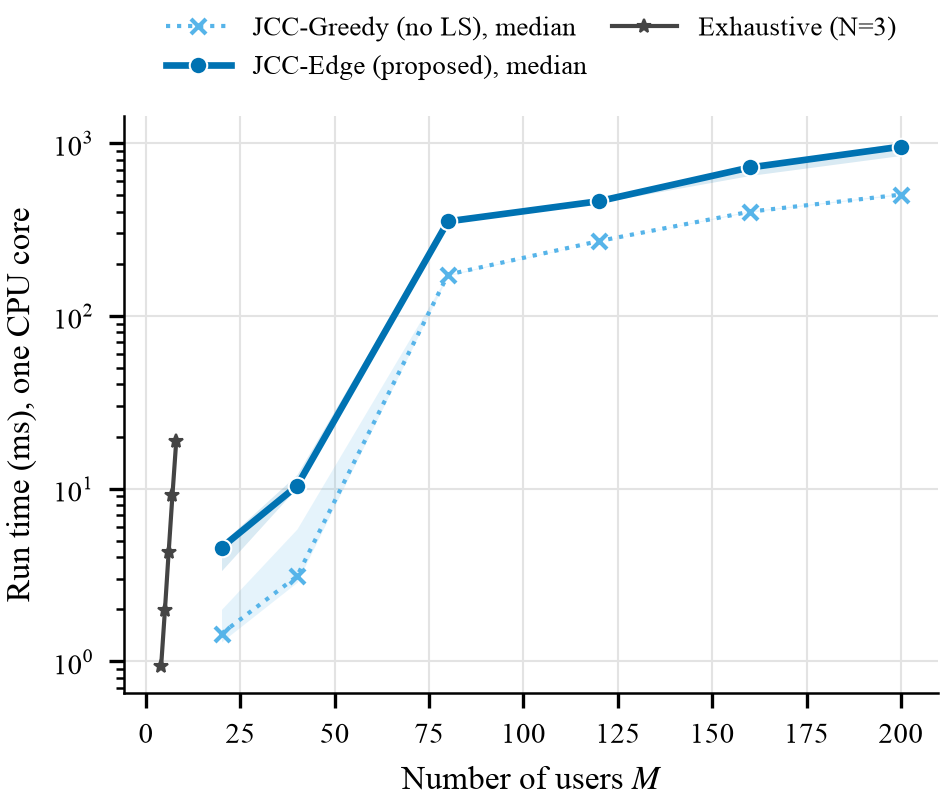 JCC-Greedy (no LS), median
JCC-Edge (proposed), median
Exhaustive (N=3)
Run time (ms), one CPU core
10³
10²
10¹
10⁰
0 25 50 75 100 125 150 175 200
Number of users M